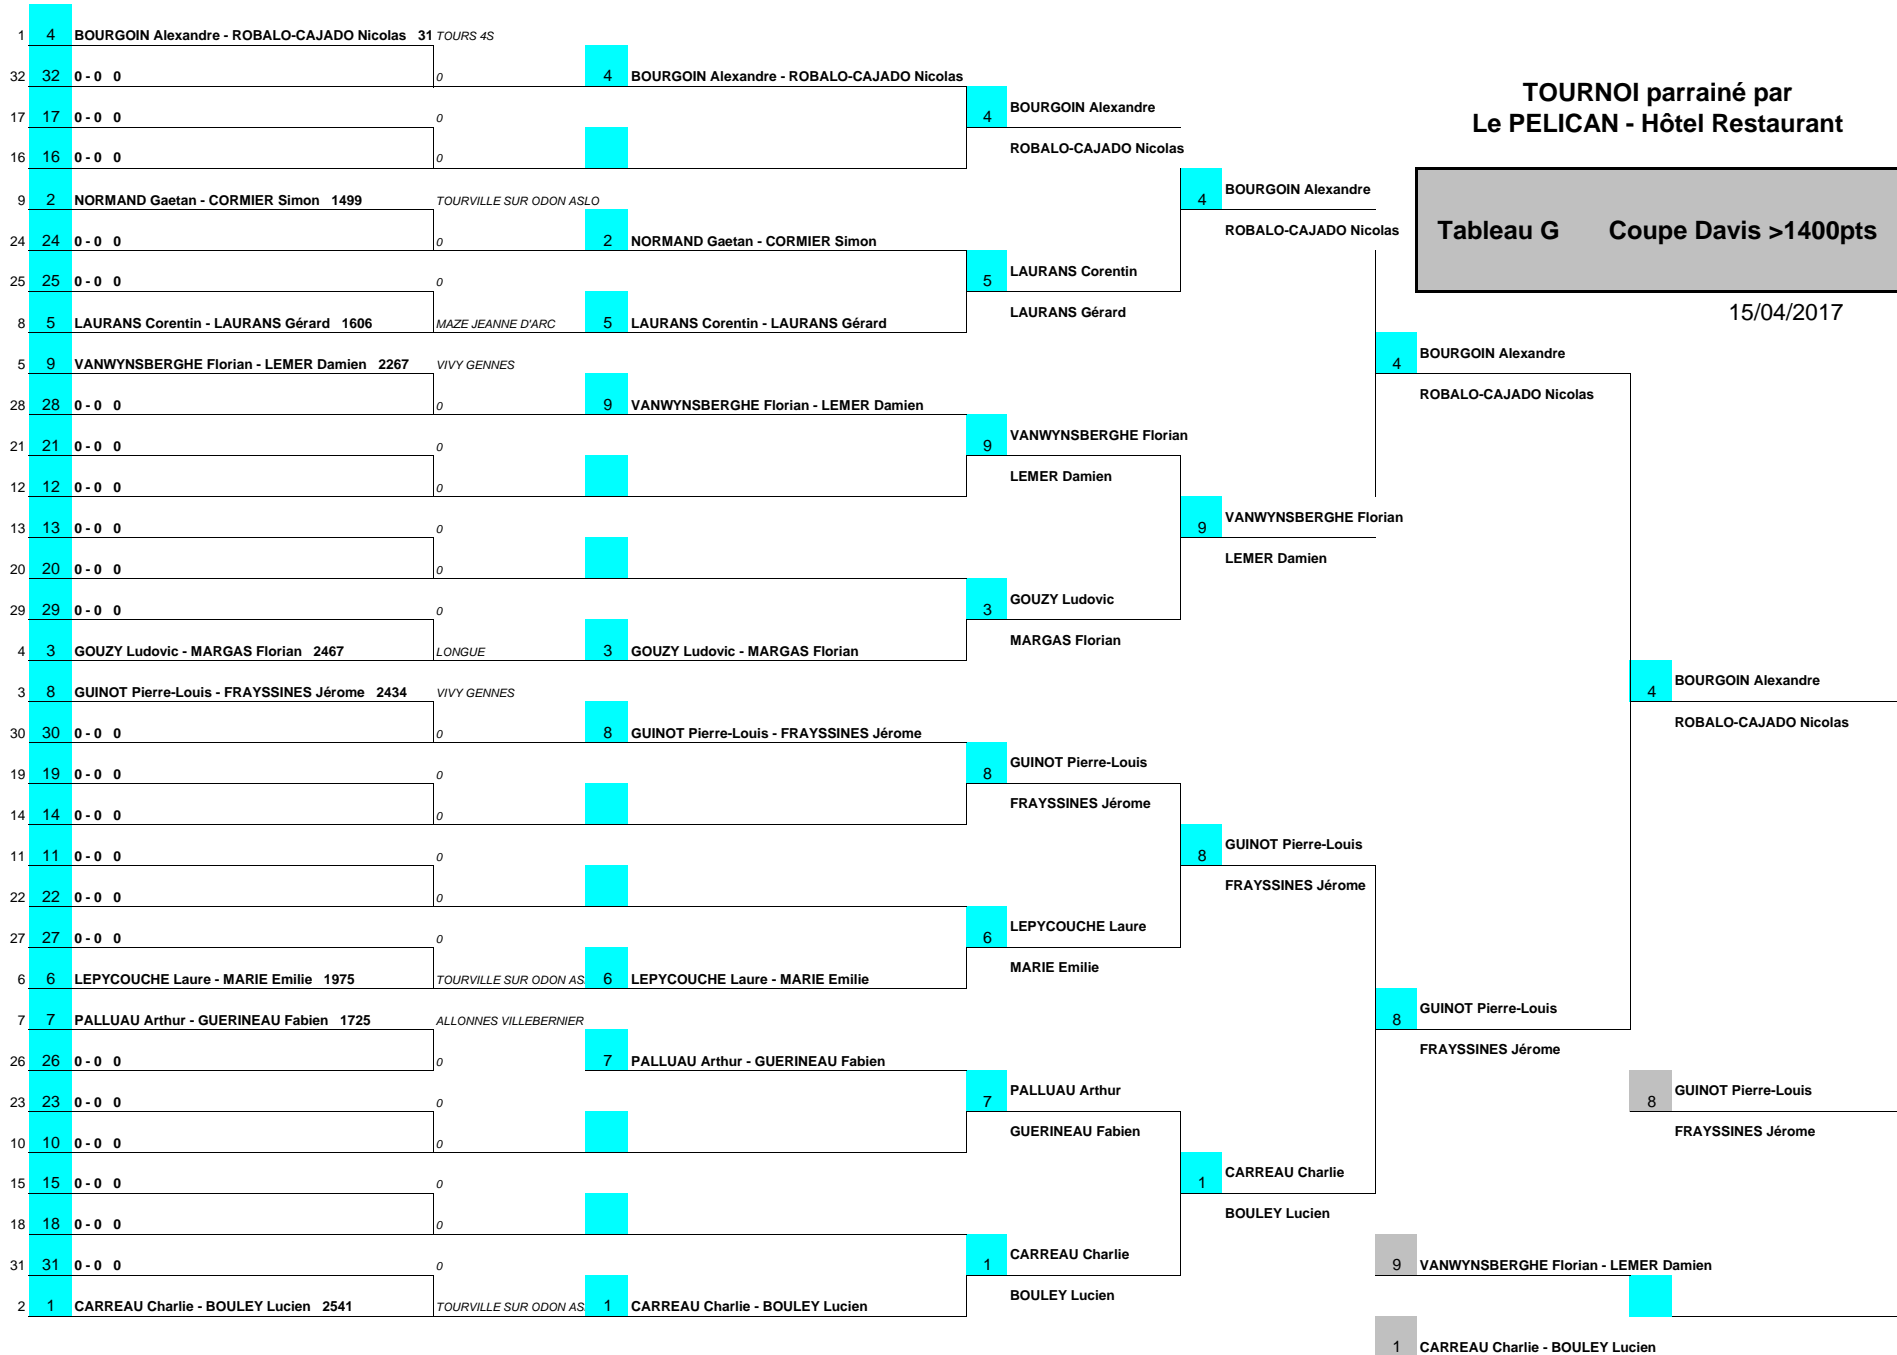 TOURNOI parrainé par
Le PELICAN - Hôtel Restaurant
Tableau G Coupe Davis >1400pts
15/04/2017
1 4 BOURGOIN Alexandre - ROBALO-CAJADO Nicolas 31 TOURS 4S
32 32 0 - 0 0 0
17 17 0 - 0 0 0
16 16 0 - 0 0 0
9 2 NORMAND Gaetan - CORMIER Simon 1499 TOURVILLE SUR ODON ASLO
24 24 0 - 0 0 0
25 25 0 - 0 0 0
8 5 LAURANS Corentin - LAURANS Gérard 1606 MAZE JEANNE D'ARC
5 9 VANWYNSBERGHE Florian - LEMER Damien 2267 VIVY GENNES
28 28 0 - 0 0 0
21 21 0 - 0 0 0
12 12 0 - 0 0 0
13 13 0 - 0 0 0
20 20 0 - 0 0 0
29 29 0 - 0 0 0
4 3 GOUZY Ludovic - MARGAS Florian 2467 LONGUE
3 8 GUINOT Pierre-Louis - FRAYSSINES Jérome 2434 VIVY GENNES
30 30 0 - 0 0 0
19 19 0 - 0 0 0
14 14 0 - 0 0 0
11 11 0 - 0 0 0
22 22 0 - 0 0 0
27 27 0 - 0 0 0
6 6 LEPYCOUCHE Laure - MARIE Emilie 1975 TOURVILLE SUR ODON AS
7 7 PALLUAU Arthur - GUERINEAU Fabien 1725 ALLONNES VILLEBERNIER
26 26 0 - 0 0 0
23 23 0 - 0 0 0
10 10 0 - 0 0 0
15 15 0 - 0 0 0
18 18 0 - 0 0 0
31 31 0 - 0 0 0
2 1 CARREAU Charlie - BOULEY Lucien 2541 TOURVILLE SUR ODON AS
4 BOURGOIN Alexandre - ROBALO-CAJADO Nicolas
2 NORMAND Gaetan - CORMIER Simon
5 LAURANS Corentin - LAURANS Gérard
9 VANWYNSBERGHE Florian - LEMER Damien
3 GOUZY Ludovic - MARGAS Florian
8 GUINOT Pierre-Louis - FRAYSSINES Jérome
6 LEPYCOUCHE Laure - MARIE Emilie
7 PALLUAU Arthur - GUERINEAU Fabien
1 CARREAU Charlie - BOULEY Lucien
4 BOURGOIN Alexandre
ROBALO-CAJADO Nicolas
5 LAURANS Corentin
LAURANS Gérard
9 VANWYNSBERGHE Florian
LEMER Damien
3 GOUZY Ludovic
MARGAS Florian
8 GUINOT Pierre-Louis
FRAYSSINES Jérome
6 LEPYCOUCHE Laure
MARIE Emilie
7 PALLUAU Arthur
GUERINEAU Fabien
1 CARREAU Charlie
BOULEY Lucien
4 BOURGOIN Alexandre
ROBALO-CAJADO Nicolas
9 VANWYNSBERGHE Florian
LEMER Damien
8 GUINOT Pierre-Louis
FRAYSSINES Jérome
1 CARREAU Charlie
BOULEY Lucien
4 BOURGOIN Alexandre
ROBALO-CAJADO Nicolas
8 GUINOT Pierre-Louis
FRAYSSINES Jérome
4 BOURGOIN Alexandre
ROBALO-CAJADO Nicolas
8 GUINOT Pierre-Louis
FRAYSSINES Jérome
9 VANWYNSBERGHE Florian - LEMER Damien
1 CARREAU Charlie - BOULEY Lucien